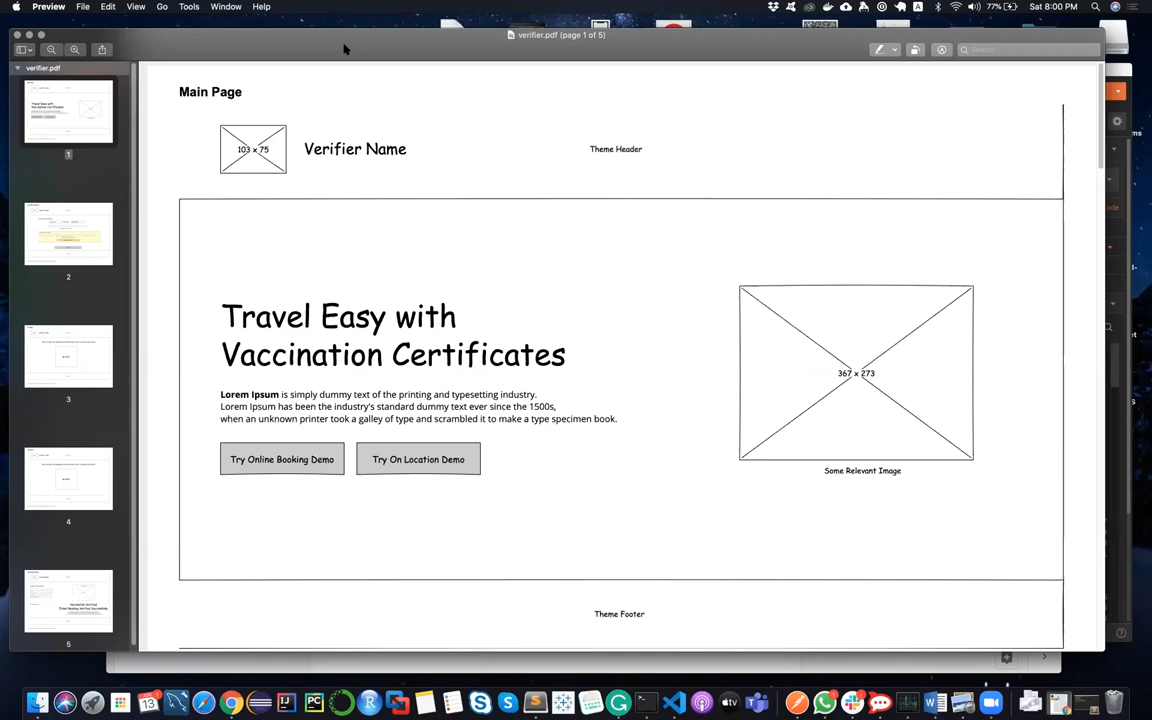 Preview File Edit View Go Tools Window Help
A
77%
Sat 8:00 PM
verifier.pdf (page 1 of 5)
Search
verifier.pdf
1
2
3
4
5
Main Page
103 x 75
Verifier Name
Theme Header
Travel Easy with
Vaccination Certificates
Lorem Ipsum is simply dummy text of the printing and typesetting industry.
Lorem Ipsum has been the industry's standard dummy text ever since the 1500s,
when an unknown printer took a galley of type and scrambled it to make a type specimen book.
Try Online Booking Demo
Try On Location Demo
367 x 273
Some Relevant Image
Theme Footer
JUN
13
PC
R
S
S
G
tv
W